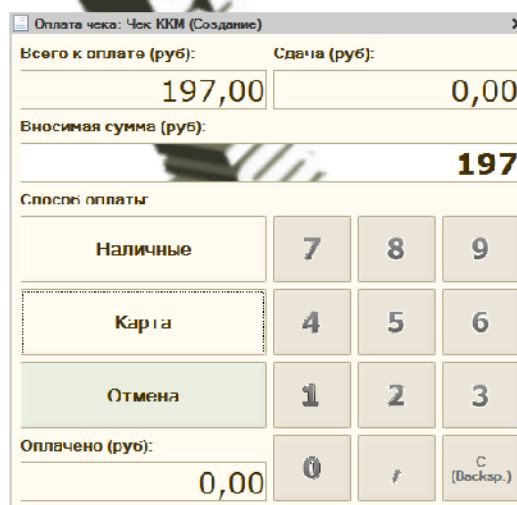 Оплата чека: Чек ККМ (Создание)
Всего к оплате (руб): Сдача (руб):
197,00 0,00
Вносимая сумма (руб):
197
Способ оплаты
Наличные 7 8 9
Карта 4 5 6
Отмена 1 2 3
Оплачено (руб):
0,00 0 , C
(Backsp.)